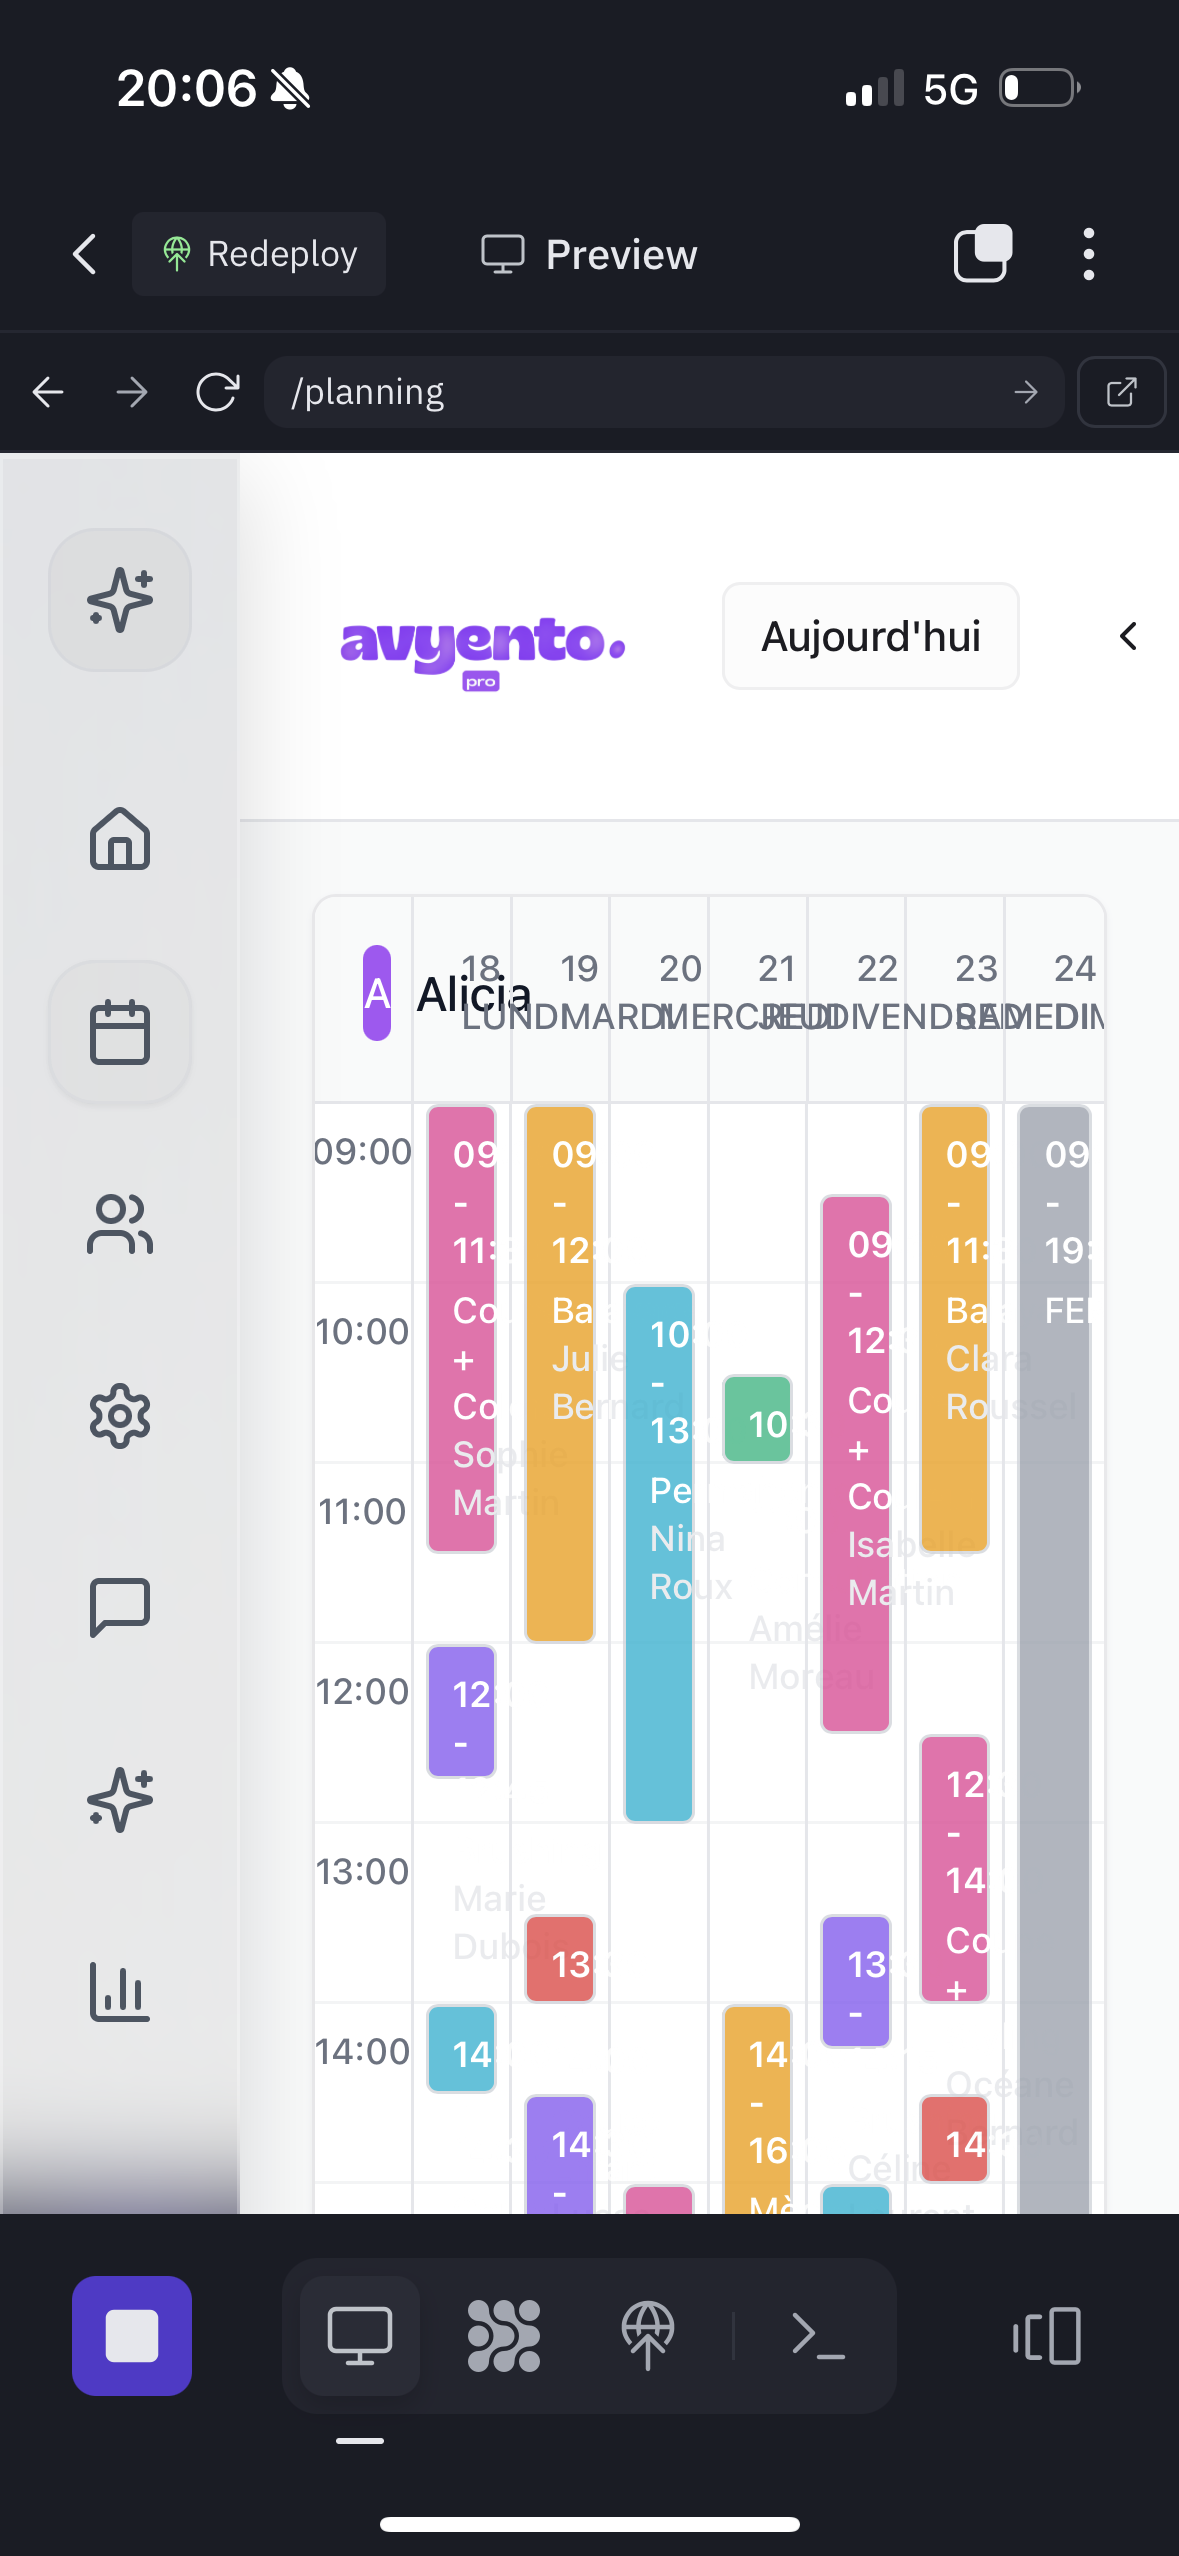 20:06
5G
Redeploy
Preview
/planning
avyento.
pro
Aujourd'hui
A
Alicia
18
19
20
21
22
23
24
LUNDI
MARDI
MERCREDI
JEUDI
VENDREDI
SAMEDI
DIM
09:00
10:00
11:00
12:00
13:00
14:00
09
-
11:
Co
+
Co
Sophie
Martin
12:
-
Marie
Dubois
14:
09
-
12:
Ba
Julie
Bernard
13:
14:
-
10:
-
13:
Pe
Nina
Roux
10:
Amélie
Moreau
14:
-
16:
Mè
09
-
12:
Co
+
Co
Isabelle
Martin
13:
-
Céline
Laurent
09
-
11:
Ba
Clara
Roussel
12:
-
14:
Co
+
Océane
Bernard
14:
09
-
19:
FE